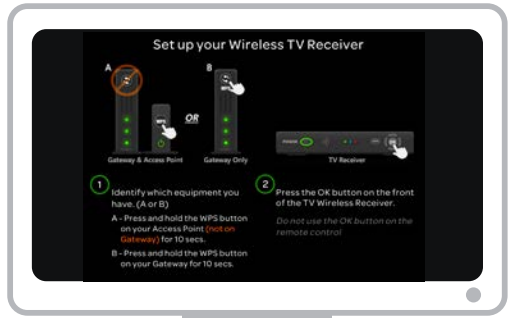 Set up your Wireless TV Receiver
A
B
WPS
WPS
OR
POWER
Gateway & Access Point
Gateway Only
TV Receiver
1
Identify which equipment you
have. (A or B)
A - Press and hold the WPS button
on your Access Point (not on
Gateway) for 10 secs.
B - Press and hold the WPS button
on your Gateway for 10 secs.
2
Press the OK button on the front
of the TV Wireless Receiver.
Do not use the OK button on the
remote control